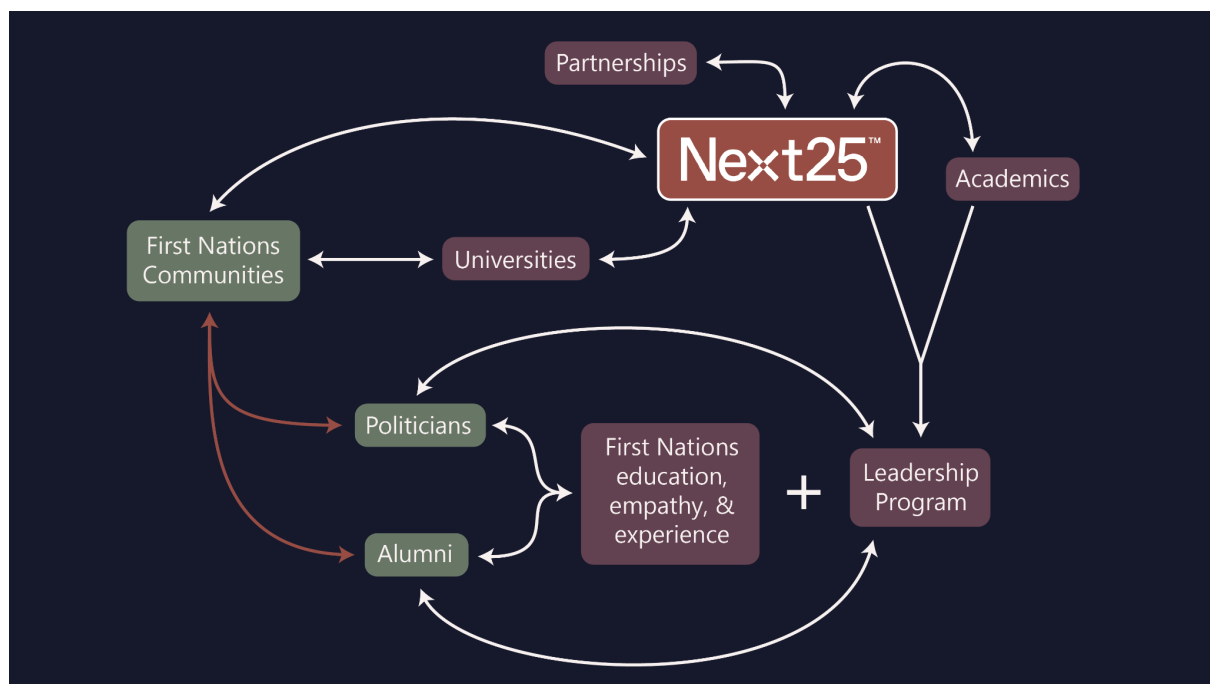 Partnerships
Next25™
Academics
First Nations
Communities
Universities
Politicians
First Nations
education,
empathy, &
experience
+
Leadership
Program
Alumni